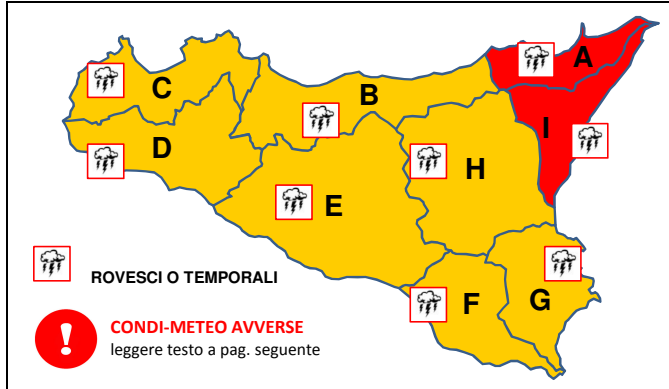 A
C
B
I
D
H
E
ROVESCI O TEMPORALI
F
G
CONDI-METEO AVVERSE
leggere testo a pag. seguente